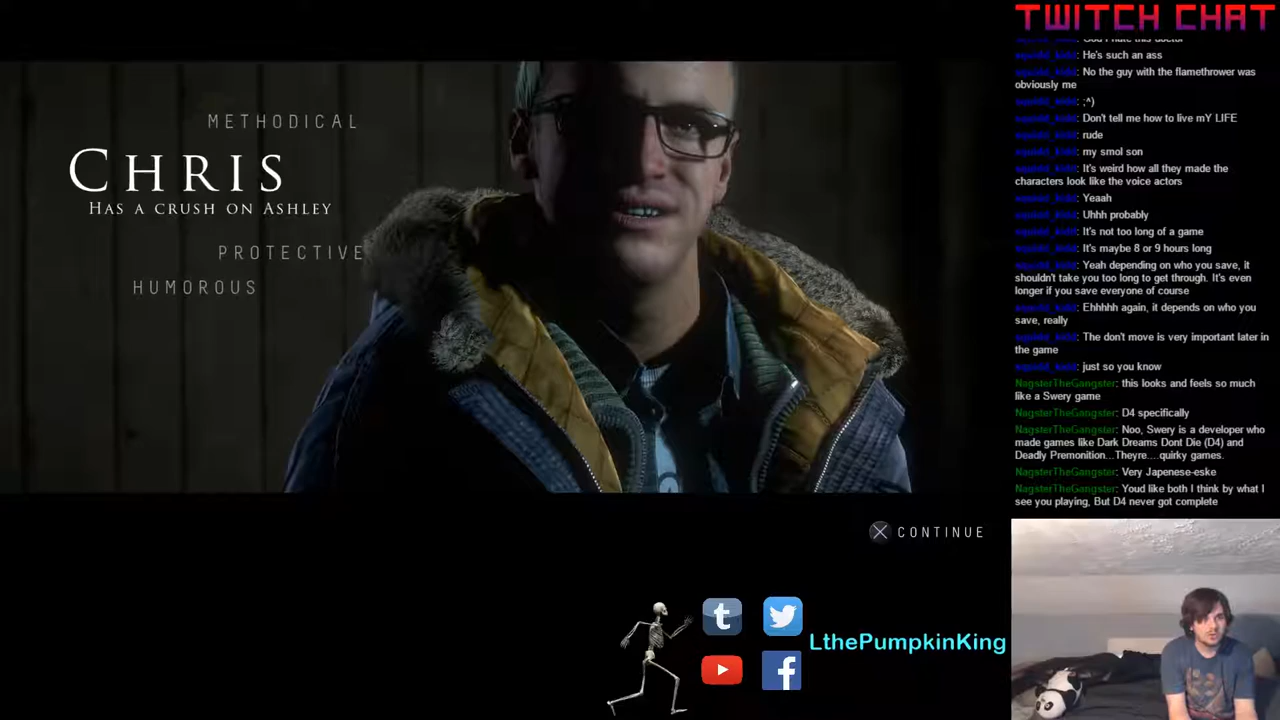 METHODICAL
CHRIS
HAS A CRUSH ON ASHLEY
PROTECTIVE
HUMOROUS
CONTINUE
LthePumpkinKing
TWITCH CHAT
: He's such an ass
: No the guy with the flamethrower was
obviously me
: ;^)
: Don't tell me how to live mY LIFE
: rude
: my smol son
: It's weird how all they made the
characters look like the voice actors
: Yeaah
: Uhhh probably
: It's not too long of a game
: It's maybe 8 or 9 hours long
: Yeah depending on who you save, it
shouldn't take you too long to get through. It's even
longer if you save everyone of course
: Ehhhhh again, it depends on who you
save, really
: The don't move is very important later in
the game
: just so you know
NagsterTheGangster: this looks and feels so much
like a Swery game
NagsterTheGangster: D4 specifically
NagsterTheGangster: Noo, Swery is a developer who
made games like Dark Dreams Dont Die (D4) and
Deadly Premonition...Theyre....quirky games.
NagsterTheGangster: Very Japenese-eske
NagsterTheGangster: Youd like both I think by what I
see you playing, But D4 never got complete